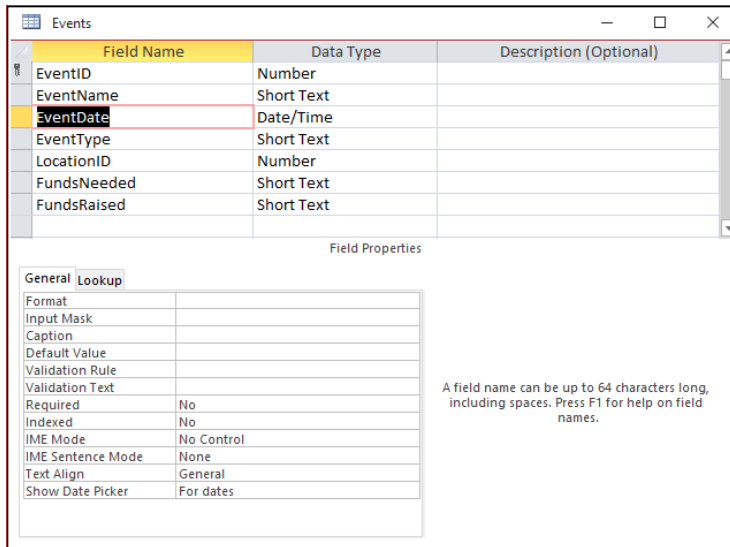 Events
Field Name Data Type Description (Optional)
EventID Number
EventName Short Text
EventDate Date/Time
EventType Short Text
LocationID Number
FundsNeeded Short Text
FundsRaised Short Text
Field Properties
General Lookup
Format
Input Mask
Caption
Default Value
Validation Rule
Validation Text
Required No
Indexed No
IME Mode No Control
IME Sentence Mode None
Text Align General
Show Date Picker For dates
A field name can be up to 64 characters long,
including spaces. Press F1 for help on field
names.